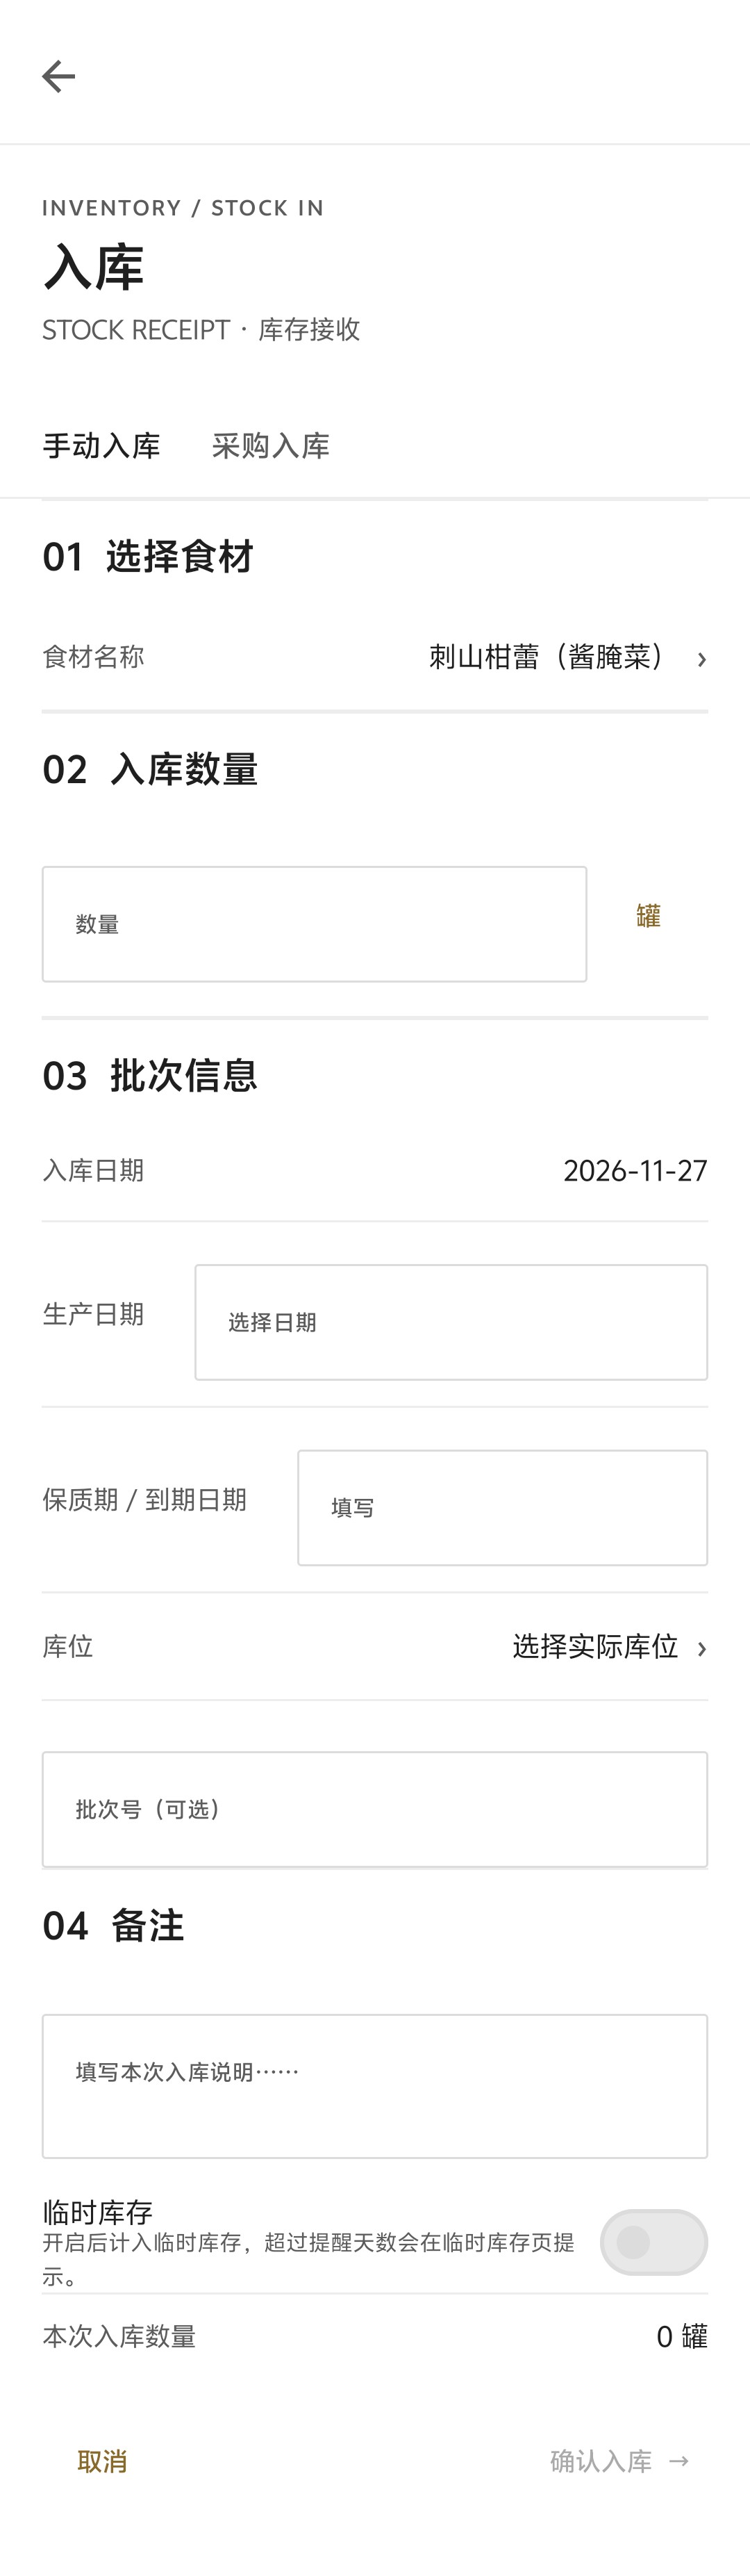 INVENTORY / STOCK IN
入库
STOCK RECEIPT · 库存接收
手动入库 采购入库
01 选择食材
食材名称 刺山柑蕾（酱腌菜） ›
02 入库数量
数量 罐
03 批次信息
入库日期 2026-11-27
生产日期 选择日期
保质期 / 到期日期 填写
库位 选择实际库位 ›
批次号（可选）
04 备注
填写本次入库说明……
临时库存
开启后计入临时库存，超过提醒天数会在临时库存页提
示。
本次入库数量 0 罐
取消 确认入库 →